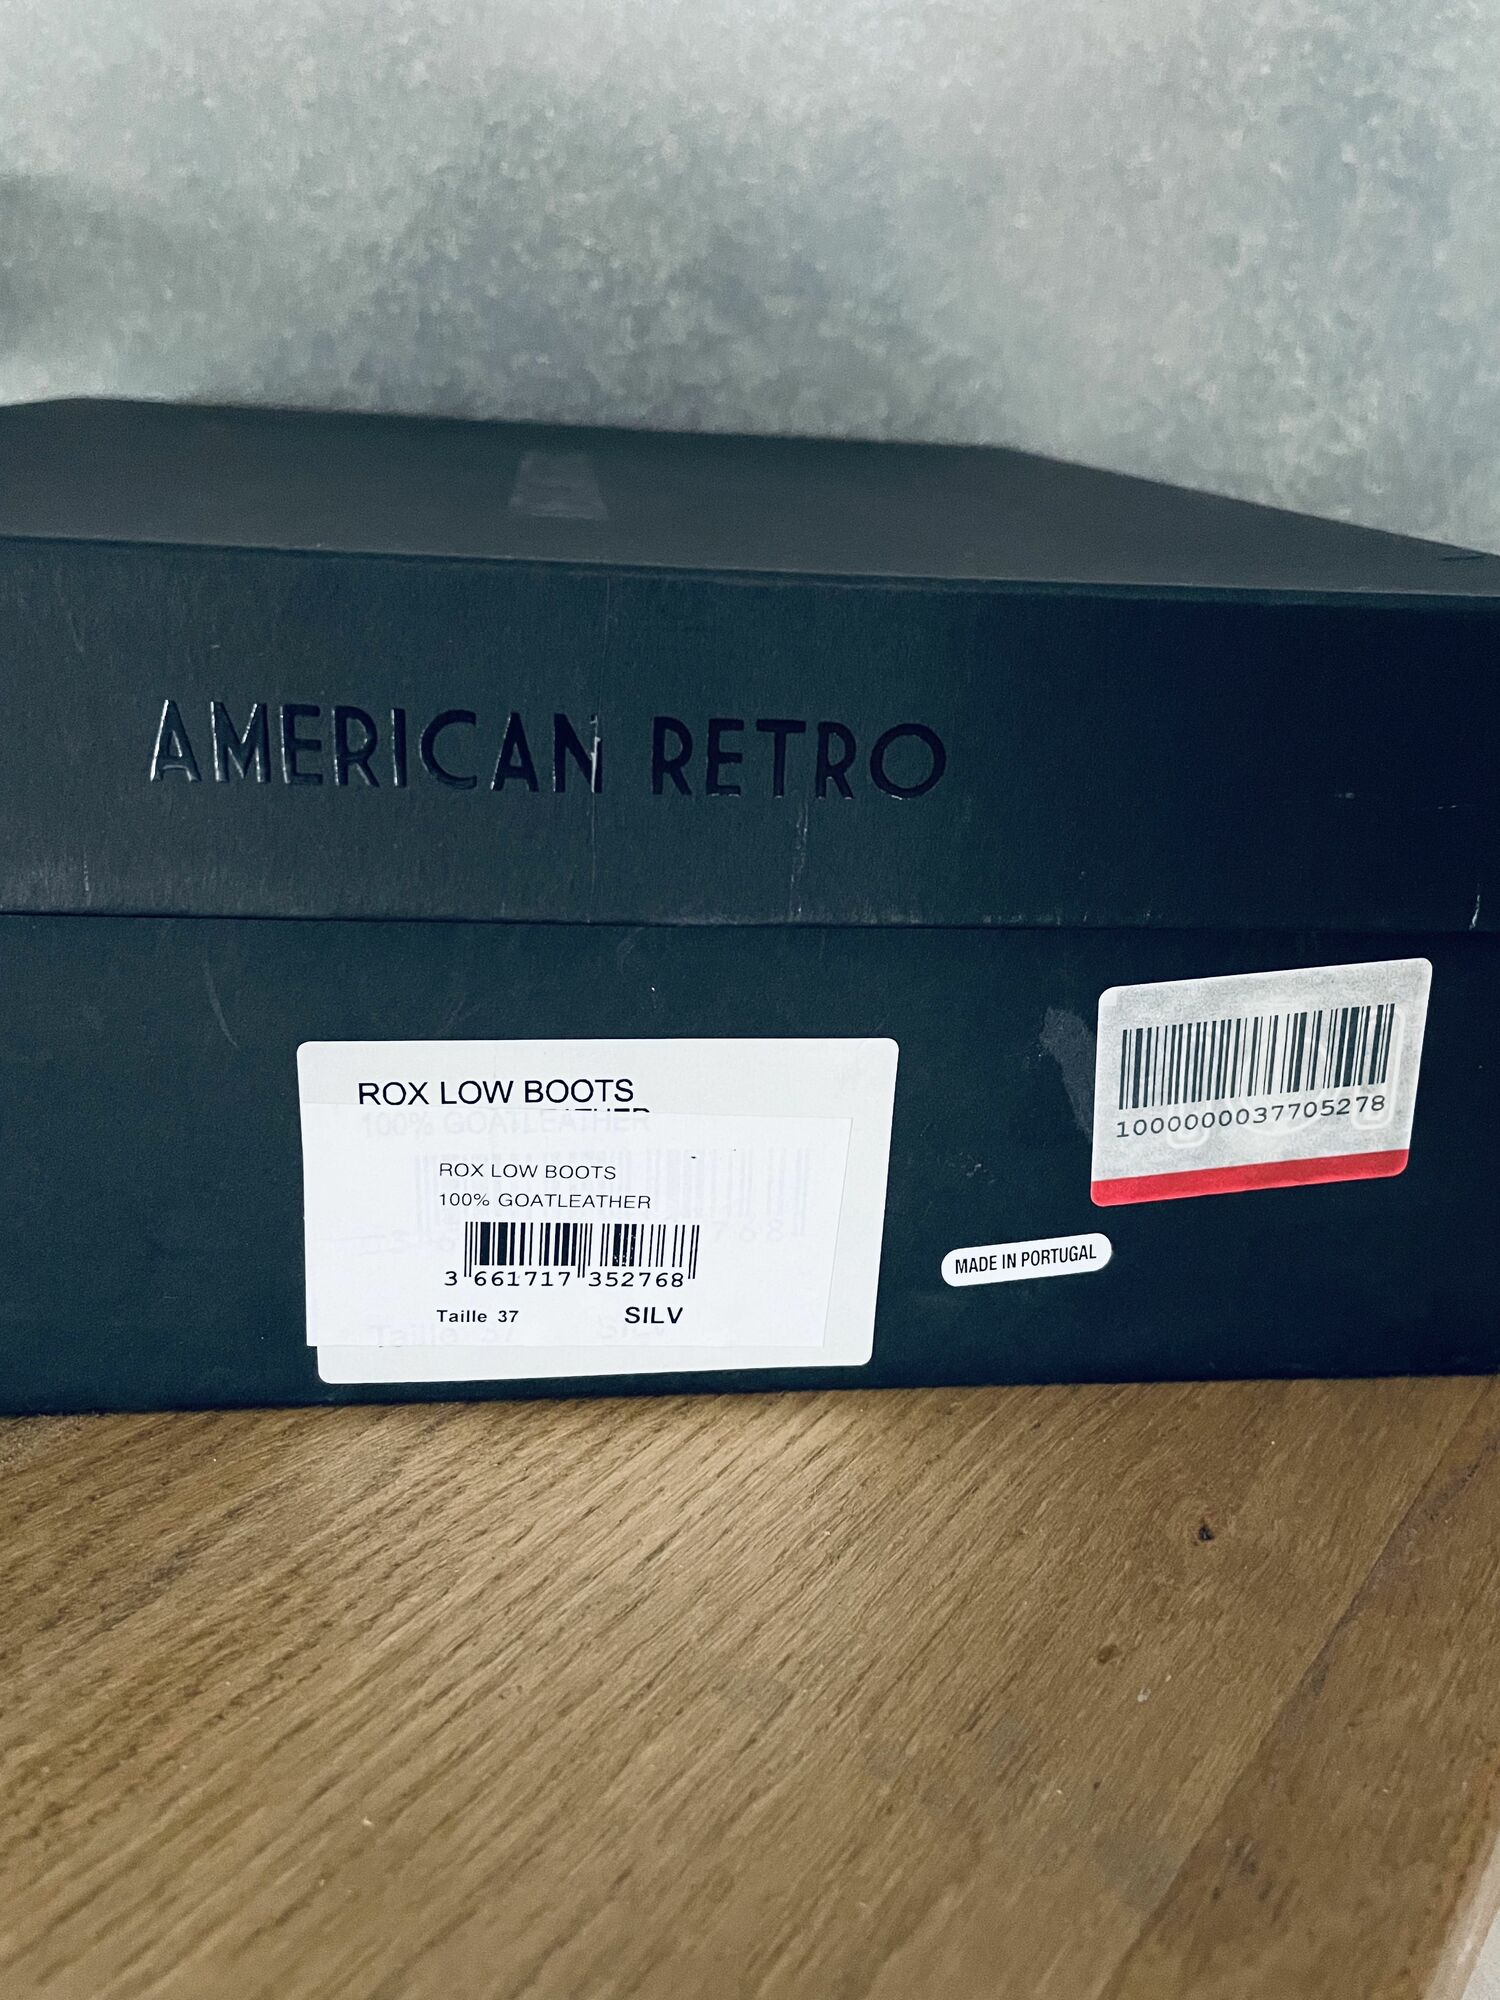 AMERICAN RETRO
ROX LOW BOOTS
100% GOATLEATHER
ROX LOW BOOTS
100% GOATLEATHER
3 661717 352768
Taille 37 SILV
1000000037705278
MADE IN PORTUGAL